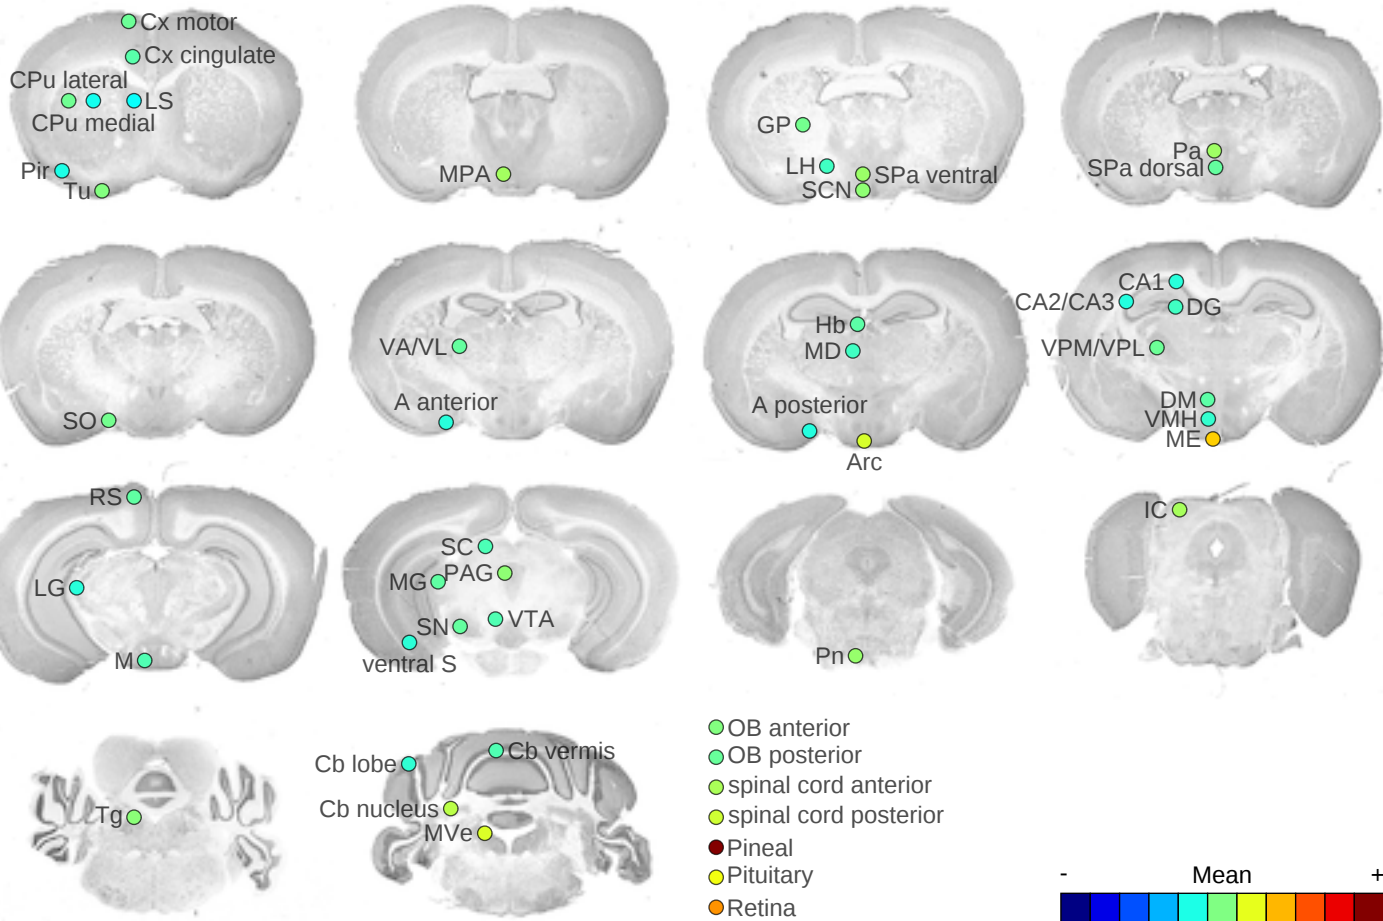 Cx motor
Cx cingulate
CPu lateral
LS
CPu medial
Pir
Tu
MPA
GP
LH
SPa ventral
SCN
Pa
SPa dorsal
SO
VA/VL
A anterior
Hb
MD
A posterior
Arc
CA1
CA2/CA3
DG
VPM/VPL
DM
VMH
ME
RS
LG
M
SC
PAG
MG
VTA
SN
ventral S
Pn
IC
Tg
Cb vermis
Cb lobe
Cb nucleus
MVe
OB anterior
OB posterior
spinal cord anterior
spinal cord posterior
Pineal
Pituitary
Retina
- Mean +